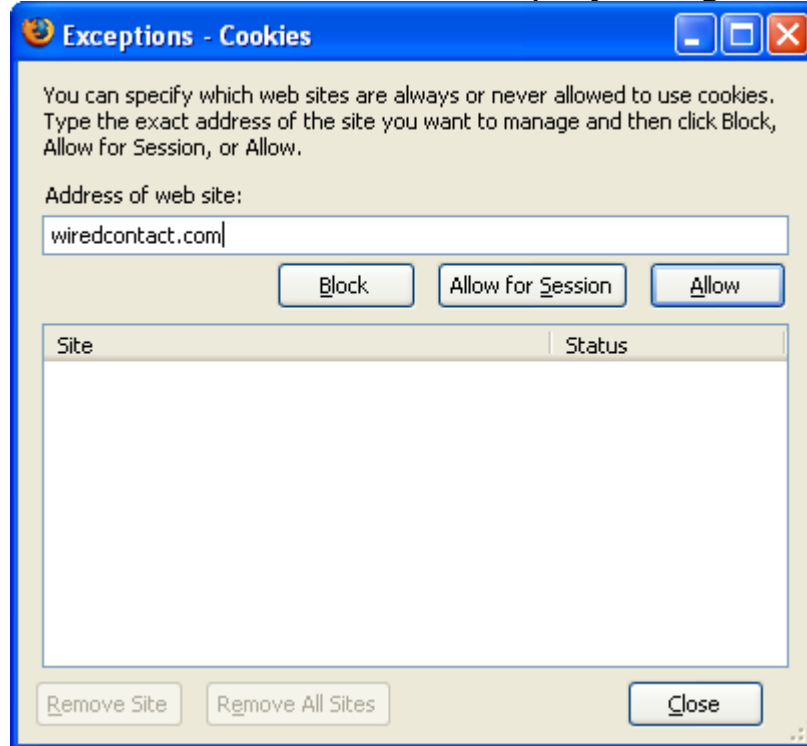 Exceptions - Cookies
You can specify which web sites are always or never allowed to use cookies.
Type the exact address of the site you want to manage and then click Block,
Allow for Session, or Allow.
Address of web site:
wiredcontact.com
Block Allow for Session Allow
Site Status
Remove Site Remove All Sites Close